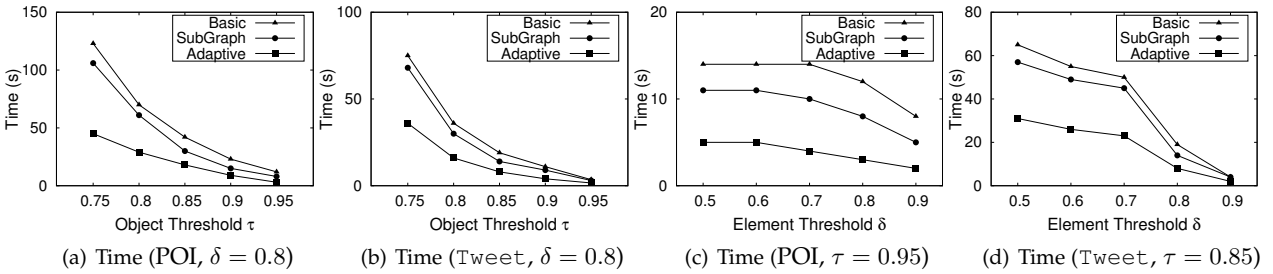 150
100
50
0
0.75 0.8 0.85 0.9 0.95
Time (s)
Object Threshold τ
Basic
SubGraph
Adaptive
(a) Time (POI, δ = 0.8)
100
50
0
0.75 0.8 0.85 0.9 0.95
Time (s)
Object Threshold τ
Basic
SubGraph
Adaptive
(b) Time (Tweet, δ = 0.8)
20
14
6
0
0.5 0.6 0.7 0.8 0.9
Time (s)
Element Threshold δ
Basic
SubGraph
Adaptive
(c) Time (POI, τ = 0.95)
80
60
40
20
0
0.5 0.6 0.7 0.8 0.9
Time (s)
Element Threshold δ
Basic
SubGraph
Adaptive
(d) Time (Tweet, τ = 0.85)